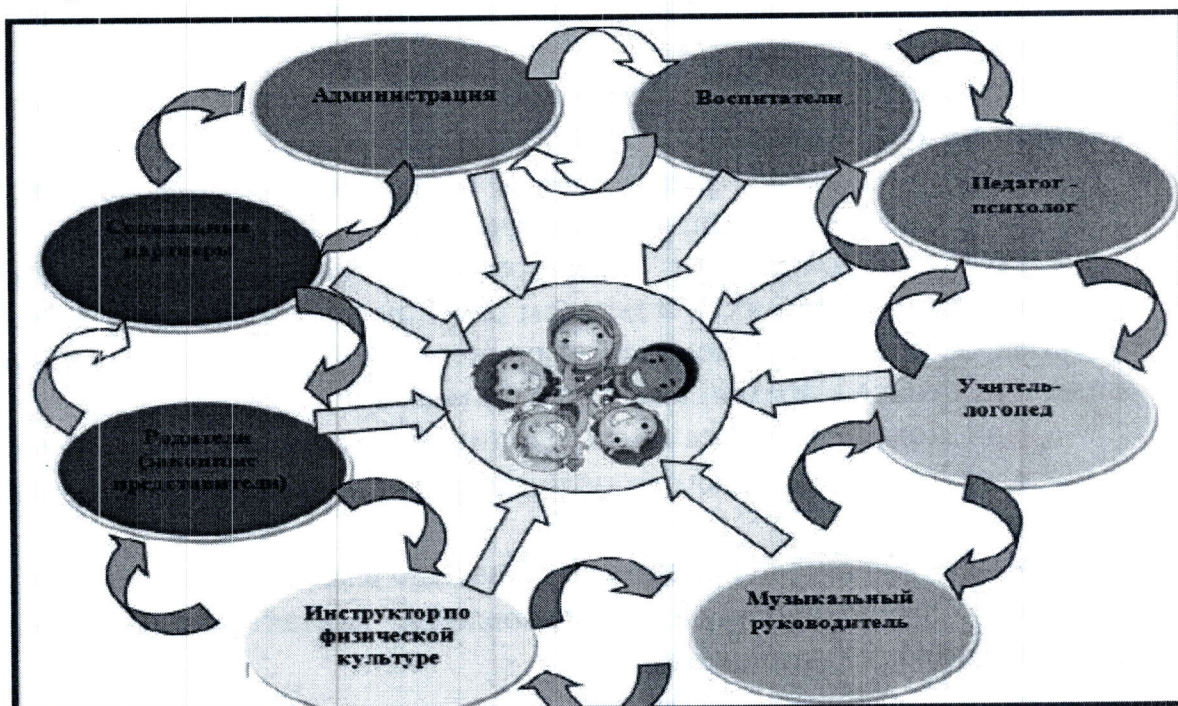 Администрация
Воспитатели
Педагог -
психолог
Социальные
партнеры
Учитель-
логопед
Родители
(законные
представители)
Музыкальный
руководитель
Инструктор по
физической
культуре